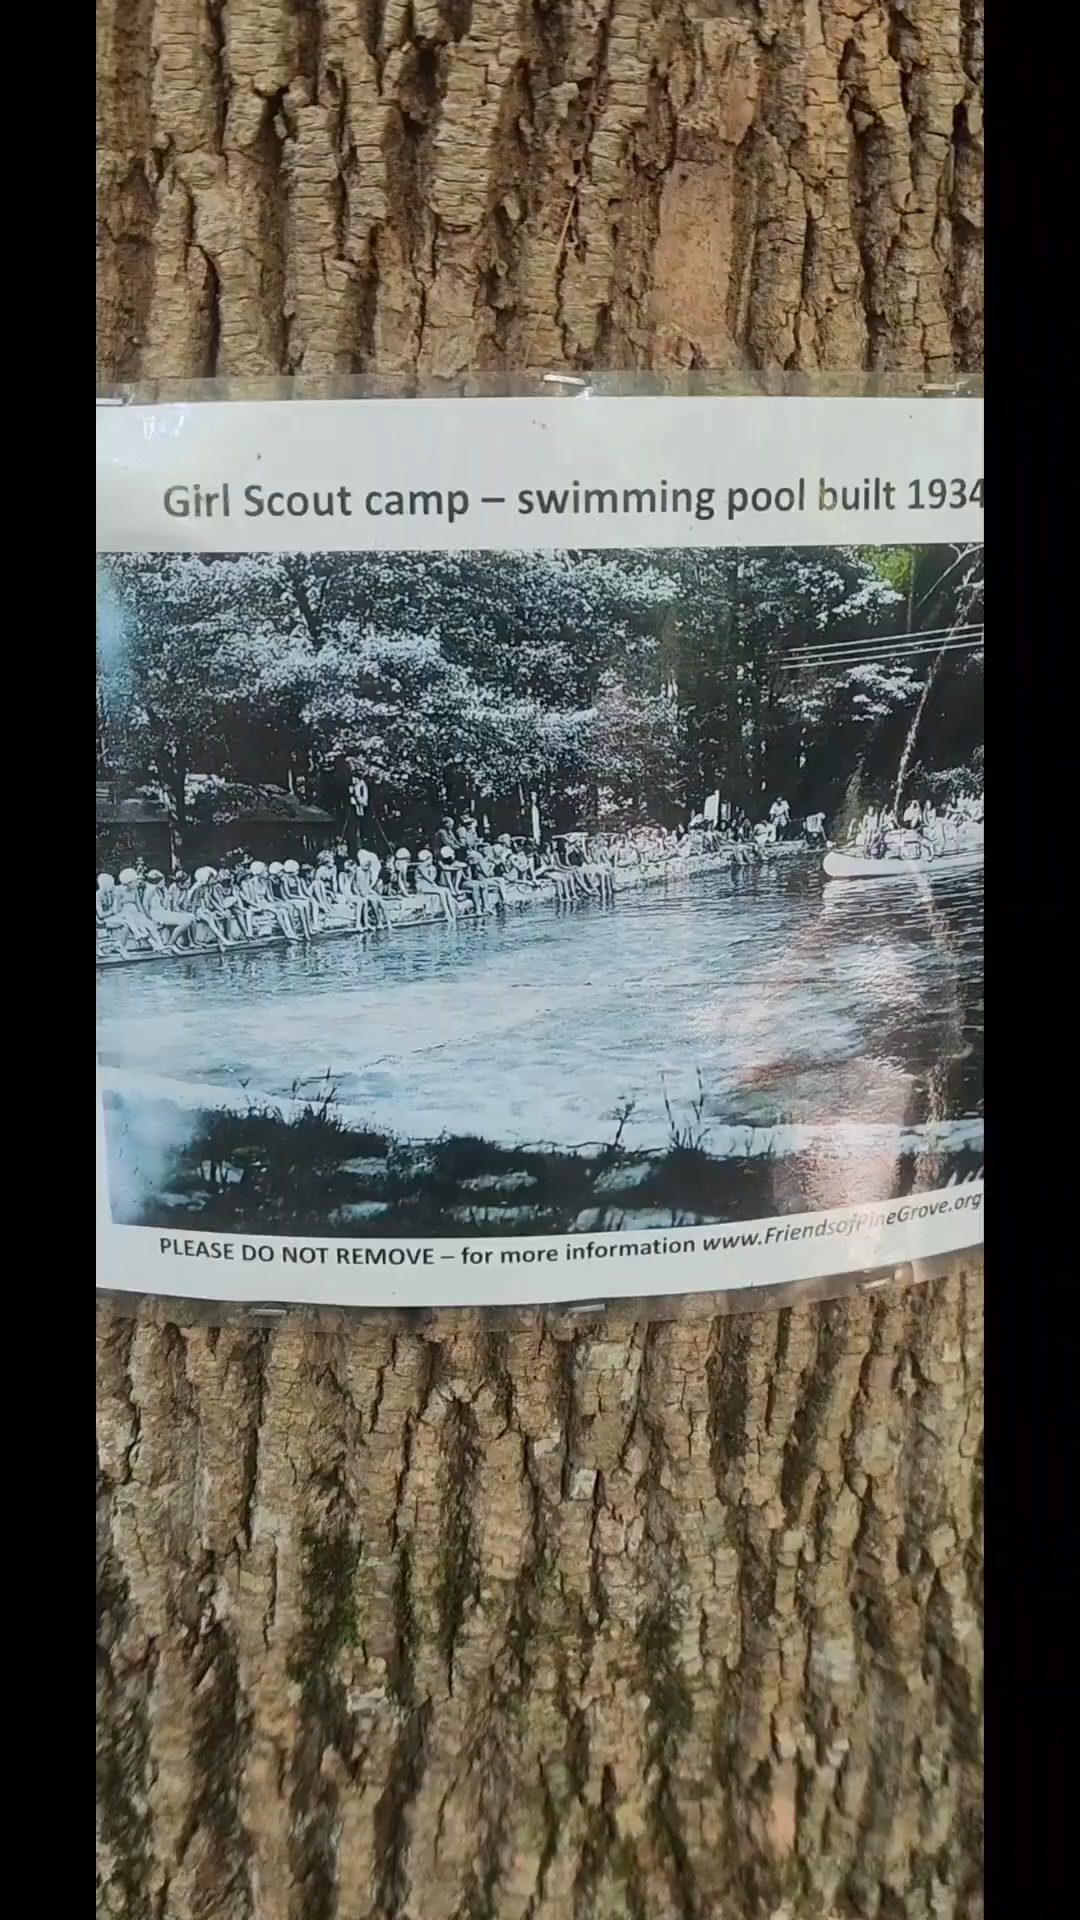 Girl Scout camp – swimming pool built 1934
PLEASE DO NOT REMOVE – for more information www.FriendsofPineGrove.org